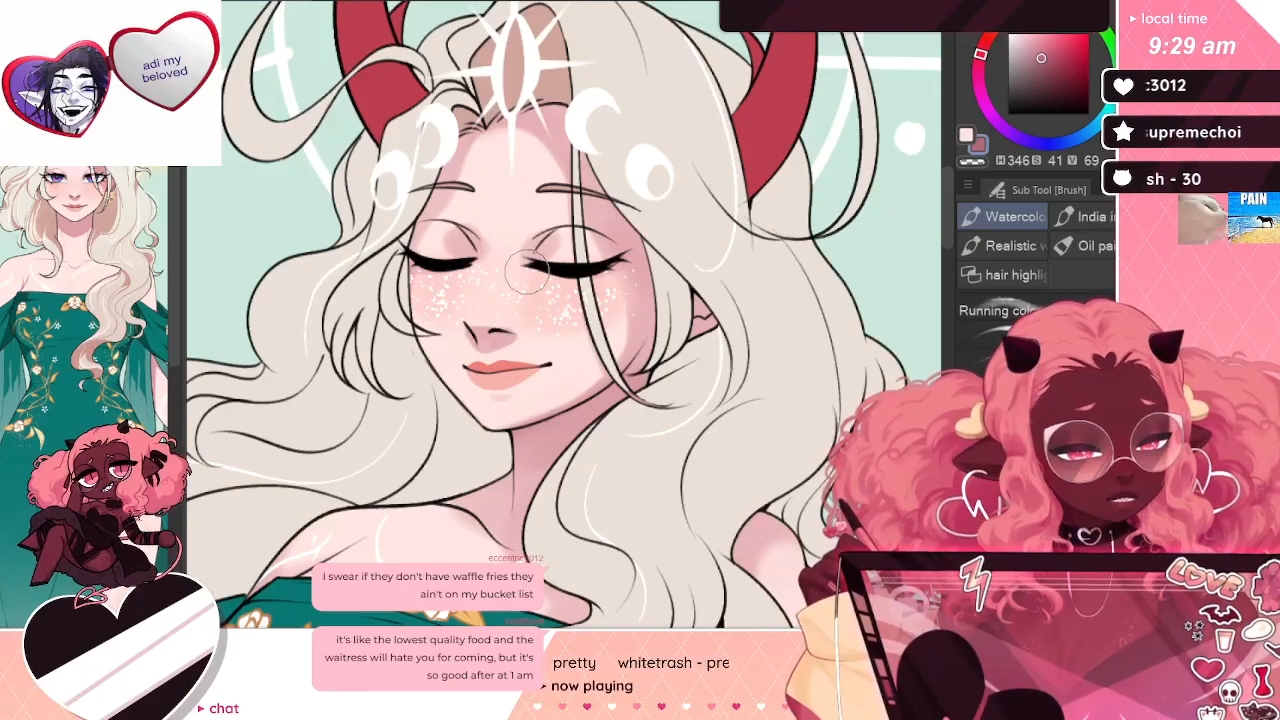 local time
9:29 am
:3012
supremechoi
sh - 30
PAIN
adi my
beloved
H 346 S 41 V 69
Sub Tool [Brush]
Watercolo
India i
Realistic w
Oil pai
hair highlig
Running colo
I swear if they don't have waffle fries they
ain't on my bucket list
it's like the lowest quality food and the
waitress will hate you for coming, but it's
so good after at 1 am
pretty whitetrash - pre
now playing
chat
LOVE